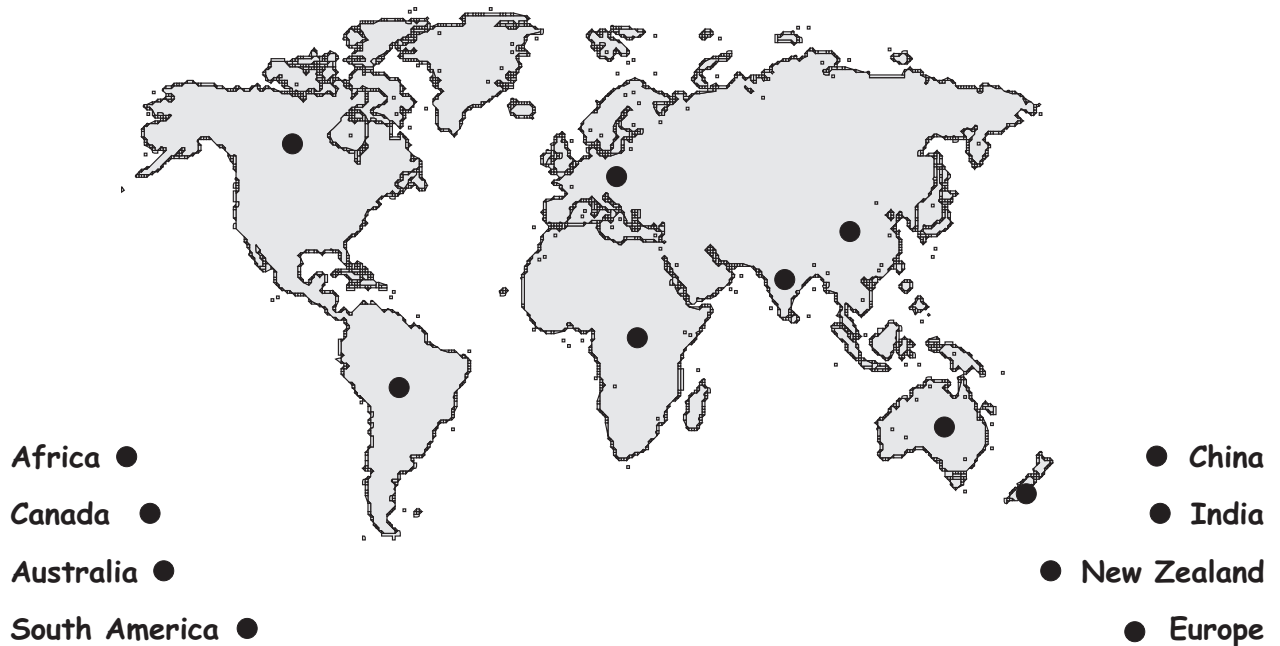 Africa
Canada
Australia
South America
China
India
New Zealand
Europe